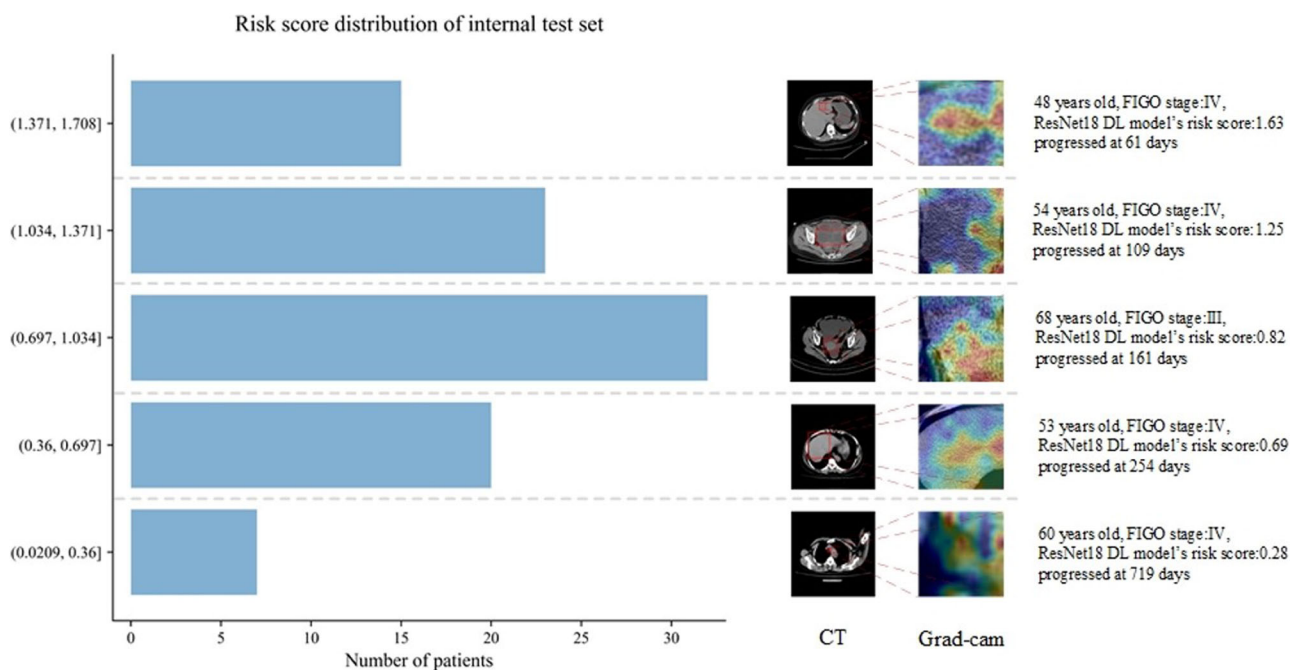 Risk score distribution of internal test set
(1.371, 1.708]
48 years old, FIGO stage:IV,
ResNet18 DL model’s risk score:1.63
progressed at 61 days
(1.034, 1.371]
54 years old, FIGO stage:IV,
ResNet18 DL model’s risk score:1.25
progressed at 109 days
(0.697, 1.034]
68 years old, FIGO stage:III,
ResNet18 DL model’s risk score:0.82
progressed at 161 days
(0.36, 0.697]
53 years old, FIGO stage:IV,
ResNet18 DL model’s risk score:0.69
progressed at 254 days
(0.0209, 0.36]
60 years old, FIGO stage:IV,
ResNet18 DL model’s risk score:0.28
progressed at 719 days
0 5 10 15 20 25 30
Number of patients
CT Grad-cam